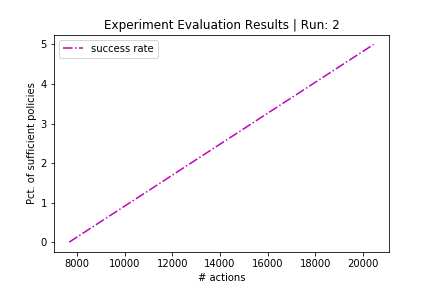 Experiment Evaluation Results | Run: 2
success rate
Pct. of sufficient policies
5
4
3
2
1
0
8000 10000 12000 14000 16000 18000 20000
# actions